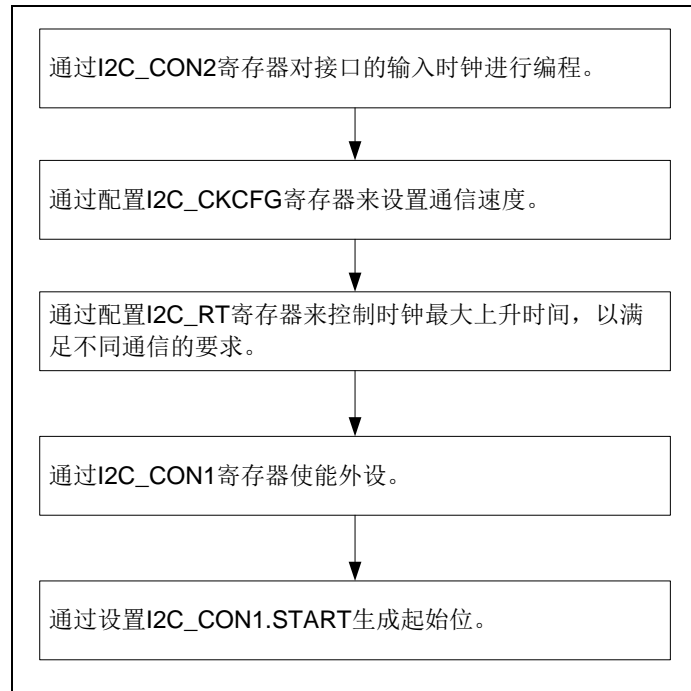 通过I2C_CON2寄存器对接口的输入时钟进行编程。
通过配置I2C_CKCFG寄存器来设置通信速度。
通过配置I2C_RT寄存器来控制时钟最大上升时间，以满
足不同通信的要求。
通过I2C_CON1寄存器使能外设。
通过设置I2C_CON1.START生成起始位。